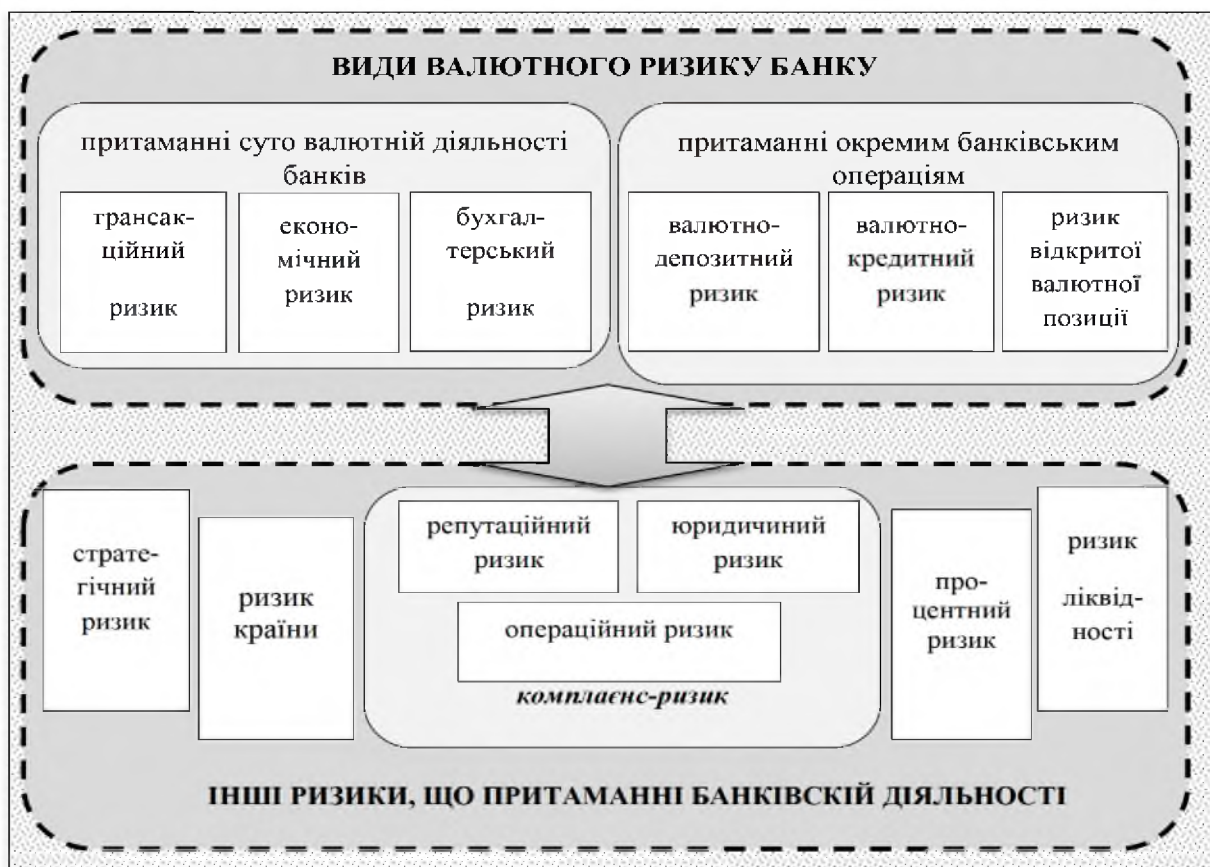 ВИДИ ВАЛЮТНОГО РИЗИКУ БАНКУ
притаманні суто валютній діяльності
банків
трансак-
ційний
ризик
еконо-
мічний
ризик
бухгал-
терський
ризик
притаманні окремим банківським
операціям
валютно-
депозитний
ризик
валютно-
кредитний
ризик
ризик
відкритої
валютної
позиції
страте-
гічний
ризик
ризик
країни
репутаційний
ризик
юридичиний
ризик
операційний ризик
комплаєнс-ризик
про-
центний
ризик
ризик
ліквід-
ності
ІНШІ РИЗИКИ, ЩО ПРИТАМАННІ БАНКІВСКІЙ ДІЯЛЬНОСТІ